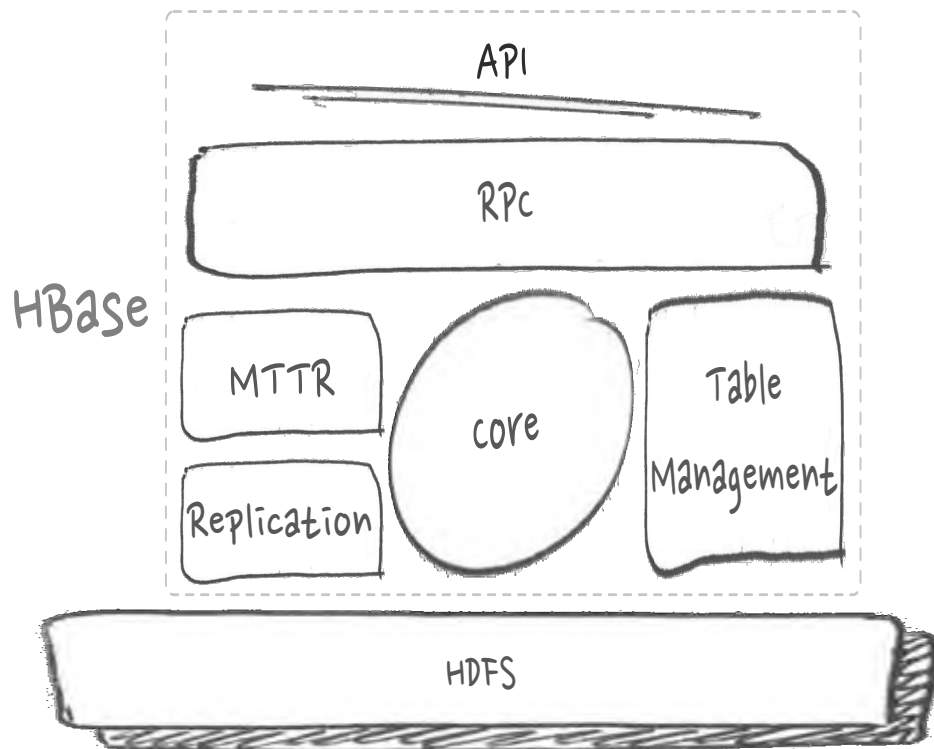 API
RPC
HBase
MTTR
core
Table
Management
Replication
HDFS